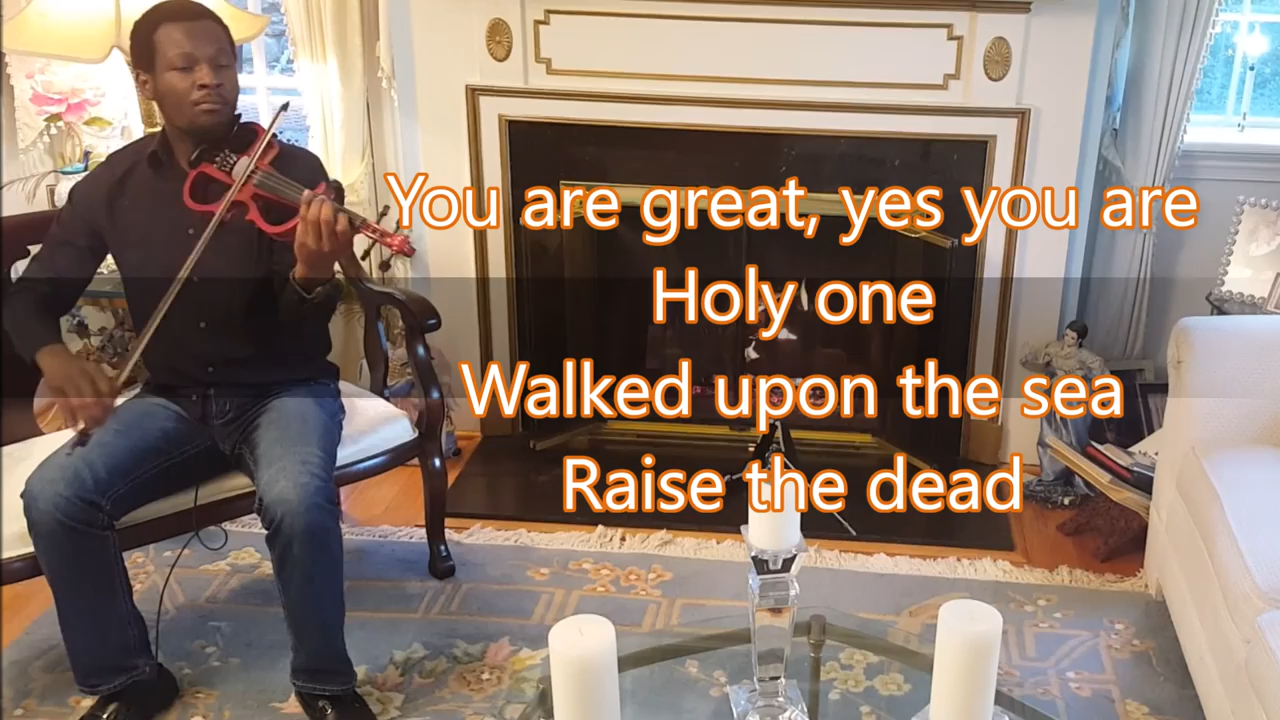 You are great, yes you are
Holy one
Walked upon the sea
Raise the dead